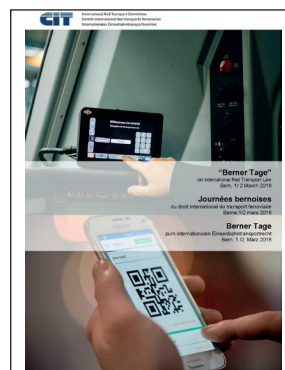 CIT
International Rail Transport Committee
Comité international des transports ferroviaires
Internationales Eisenbahntransportkomitee
"Berner Tage"
on International Rail Transport Law
Bern, 1/ 2 March 2018
Journées bernoises
du droit international du transport ferroviaire
Berne, 1/2 mars 2018
Berner Tage
zum internationalen Eisenbahntransportrecht
Bern, 1./2. März 2018